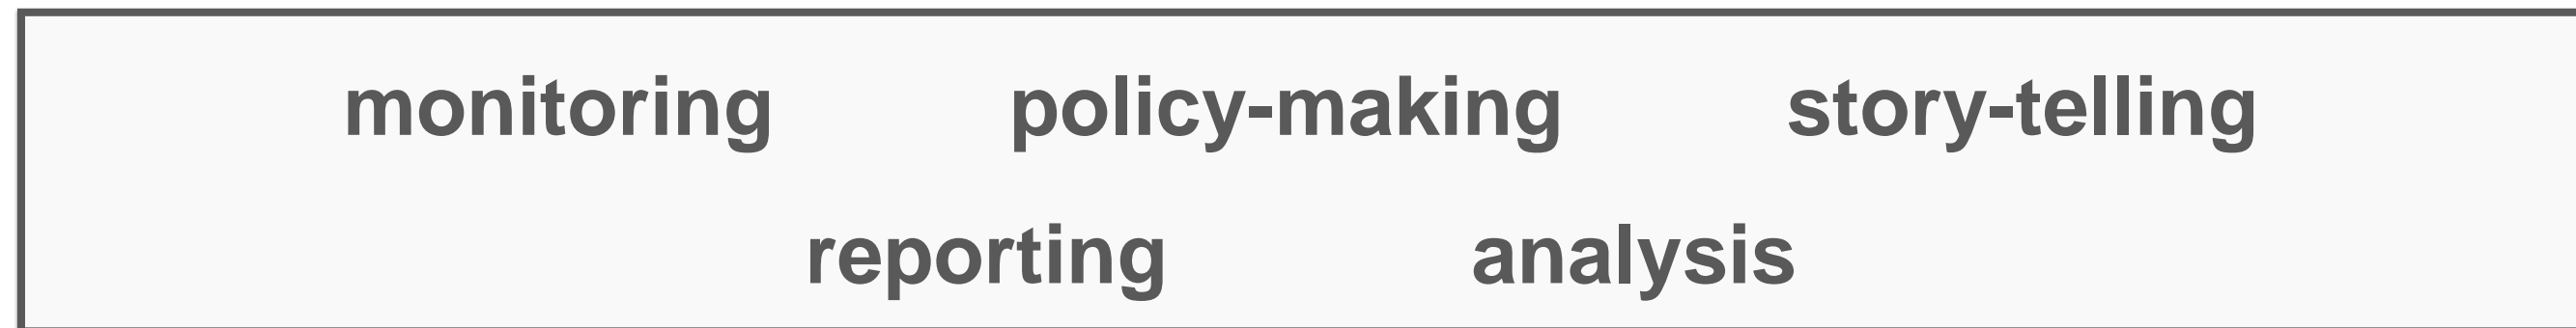 monitoring policy-making story-telling
reporting analysis